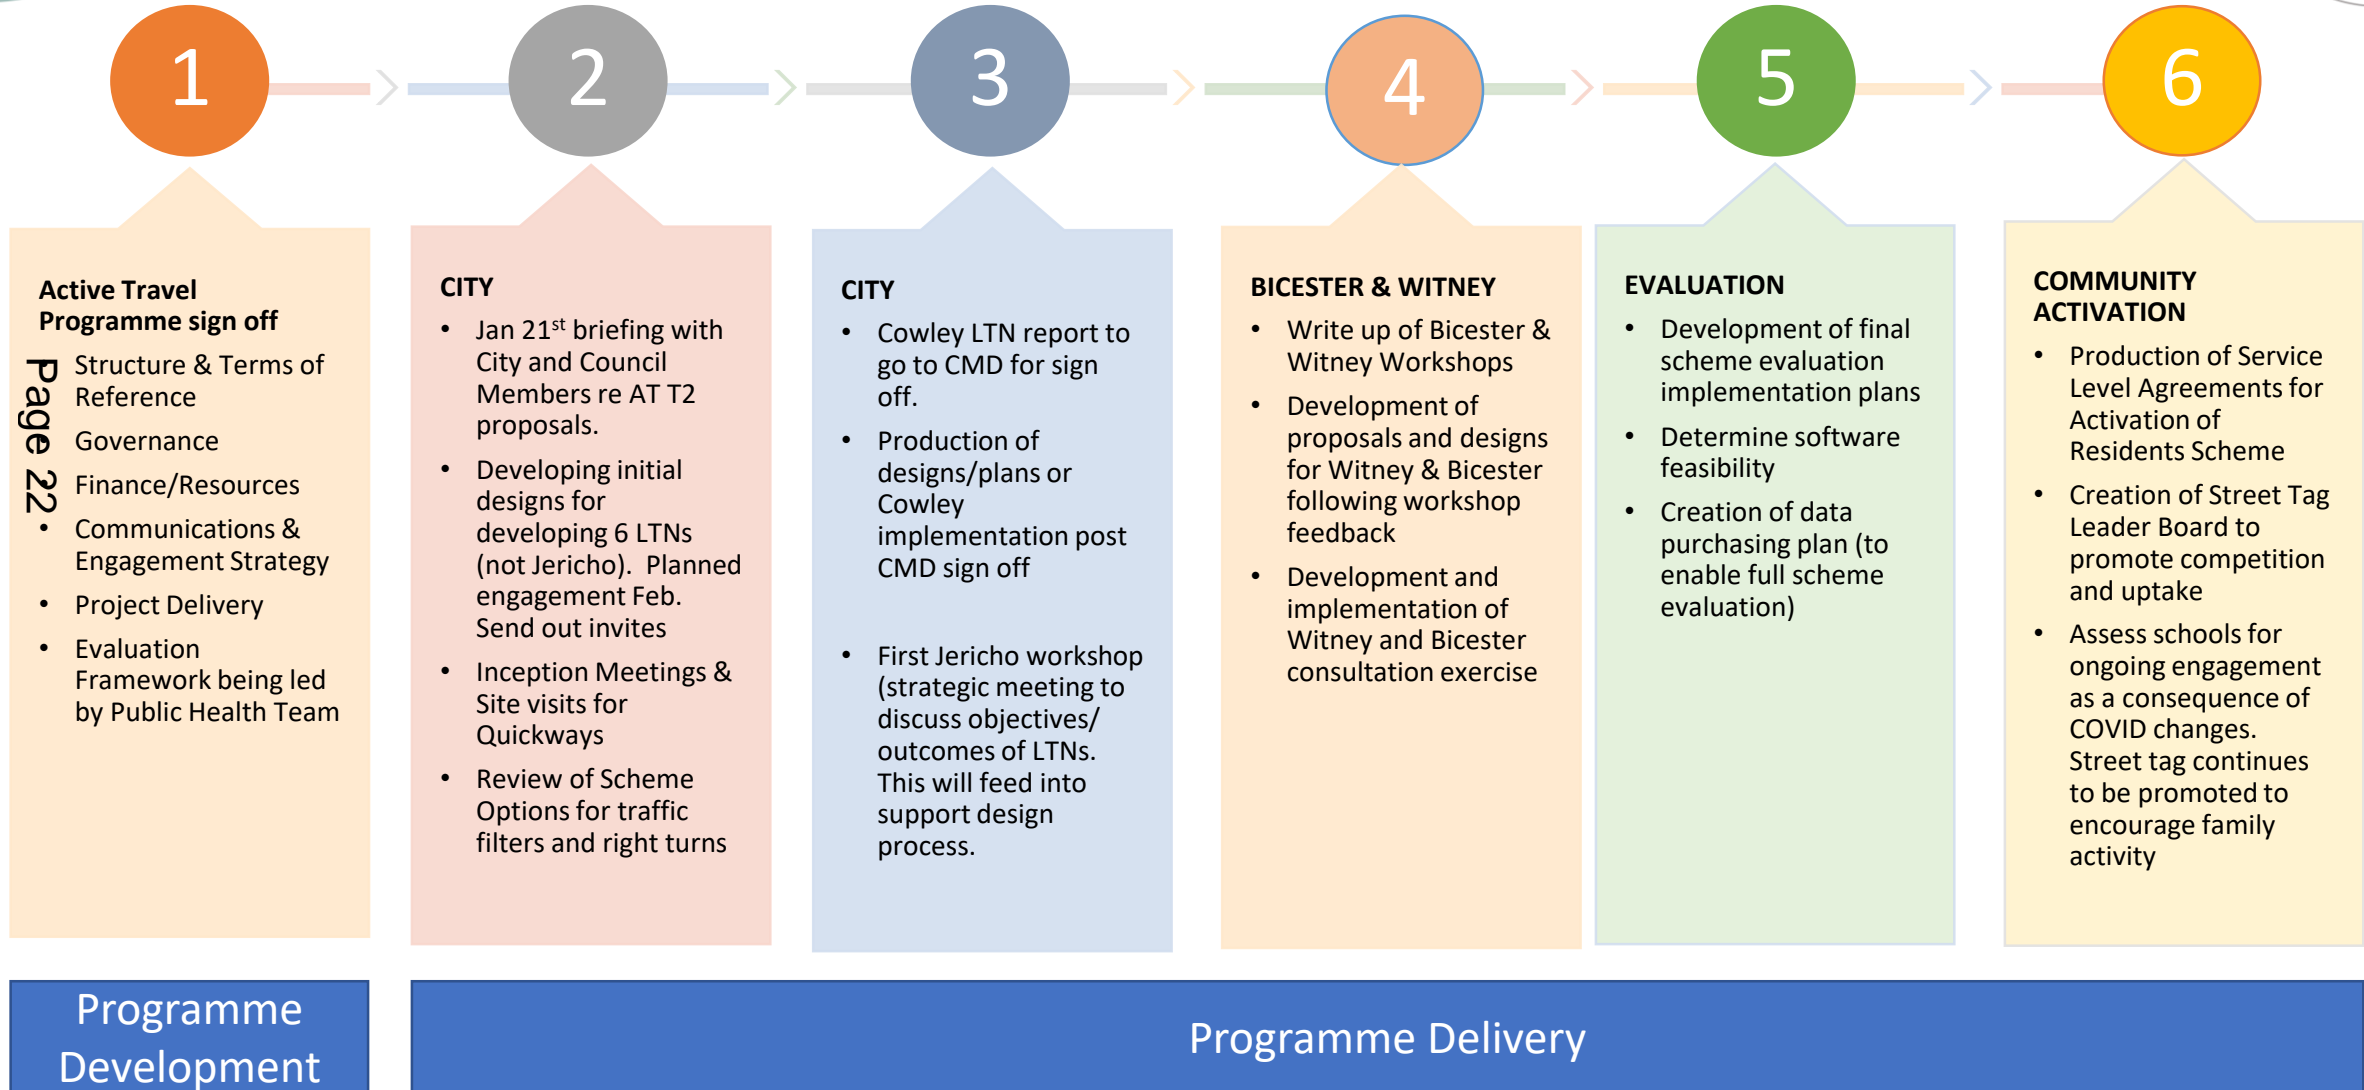 1
2
3
4
5
6
Active Travel
Programme sign off
Structure & Terms of
Reference
Governance
Finance/Resources
• Communications &
Engagement Strategy
• Project Delivery
• Evaluation
Framework being led
by Public Health Team
Page 22
CITY
• Jan 21st briefing with
City and Council
Members re AT T2
proposals.
• Developing initial
designs for
developing 6 LTNs
(not Jericho). Planned
engagement Feb.
Send out invites
• Inception Meetings &
Site visits for
Quickways
• Review of Scheme
Options for traffic
filters and right turns
CITY
• Cowley LTN report to
go to CMD for sign
off.
• Production of
designs/plans or
Cowley
implementation post
CMD sign off
• First Jericho workshop
(strategic meeting to
discuss objectives/
outcomes of LTNs.
This will feed into
support design
process.
BICESTER & WITNEY
• Write up of Bicester &
Witney Workshops
• Development of
proposals and designs
for Witney & Bicester
following workshop
feedback
• Development and
implementation of
Witney and Bicester
consultation exercise
EVALUATION
• Development of final
scheme evaluation
implementation plans
• Determine software
feasibility
• Creation of data
purchasing plan (to
enable full scheme
evaluation)
COMMUNITY
ACTIVATION
• Production of Service
Level Agreements for
Activation of
Residents Scheme
• Creation of Street Tag
Leader Board to
promote competition
and uptake
• Assess schools for
ongoing engagement
as a consequence of
COVID changes.
Street tag continues
to be promoted to
encourage family
activity
Programme
Development
Programme Delivery